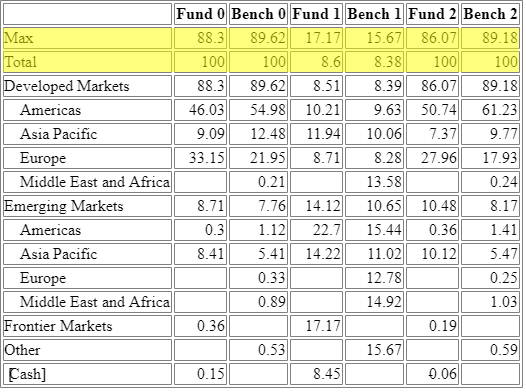 Fund 0 Bench 0 Fund 1 Bench 1 Fund 2 Bench 2
Max 88.3 89.62 17.17 15.67 86.07 89.18
Total 100 100 8.6 8.38 100 100
Developed Markets 88.3 89.62 8.51 8.39 86.07 89.18
Americas 46.03 54.98 10.21 9.63 50.74 61.23
Asia Pacific 9.09 12.48 11.94 10.06 7.37 9.77
Europe 33.15 21.95 8.71 8.28 27.96 17.93
Middle East and Africa 0.21 13.58 0.24
Emerging Markets 8.71 7.76 14.12 10.65 10.48 8.17
Americas 0.3 1.12 22.7 15.44 0.36 1.41
Asia Pacific 8.41 5.41 14.22 11.02 10.12 5.47
Europe 0.33 12.78 0.25
Middle East and Africa 0.89 14.92 1.03
Frontier Markets 0.36 17.17 0.19
Other 0.53 15.67 0.59
[Cash] 0.15 8.45 -0.06